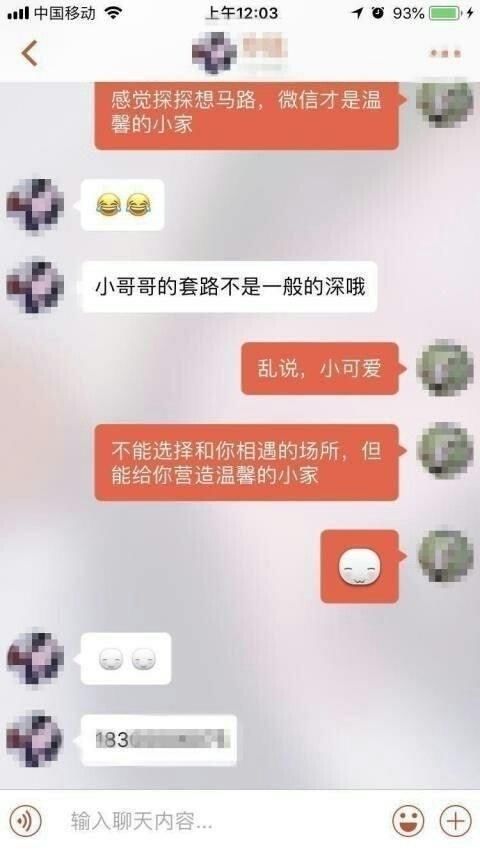 中国移动
上午12:03
93%
感觉探探想马路，微信才是温
馨的小家
小哥哥的套路不是一般的深哦
乱说，小可爱
不能选择和你相遇的场所，但
能给你营造温馨的小家
183
输入聊天内容...